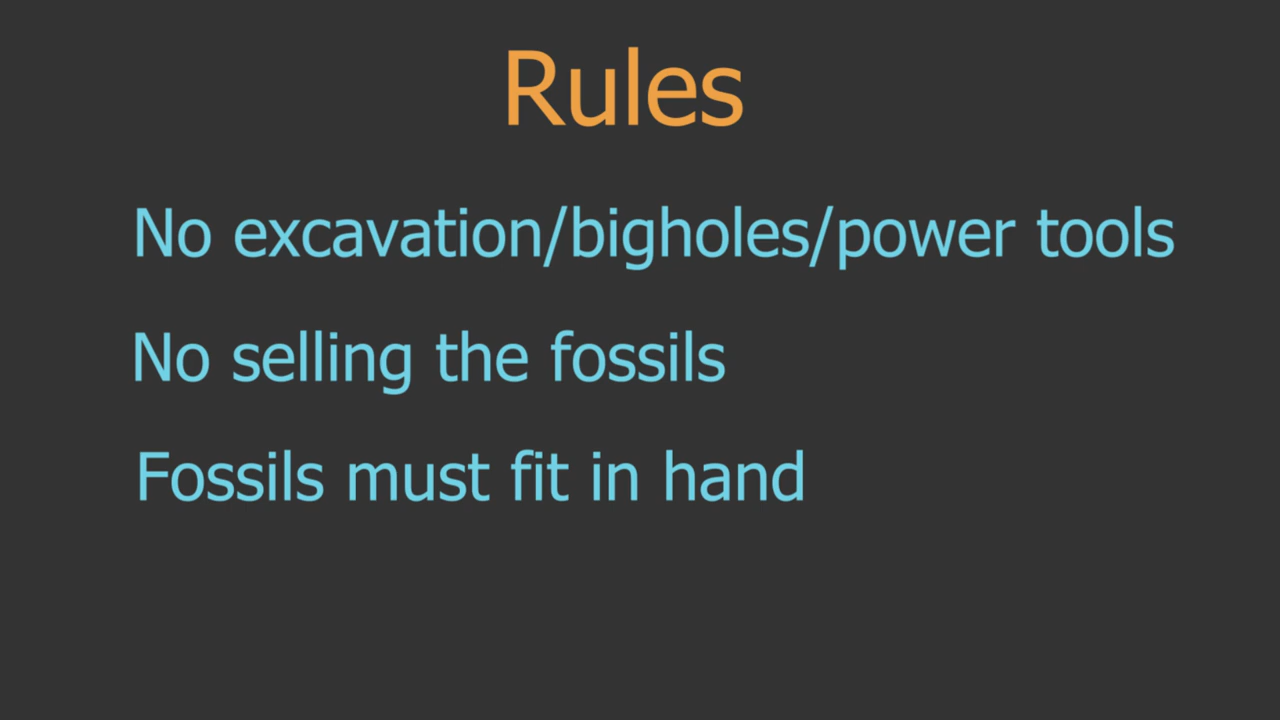 Rules
No excavation/bigholes/power tools
No selling the fossils
Fossils must fit in hand